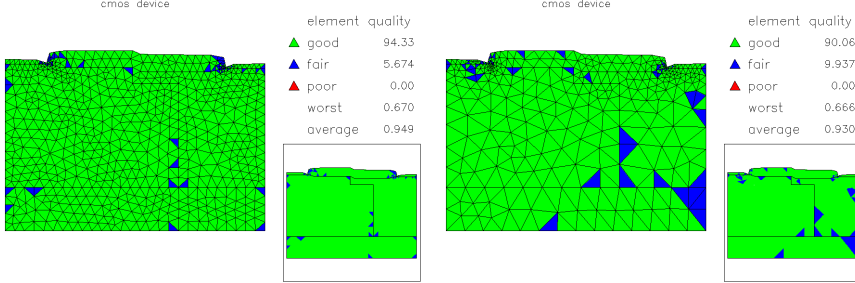 cmos device
element quality
good 94.33
fair 5.674
poor 0.00
worst 0.670
average 0.949
cmos device
element quality
good 90.06
fair 9.937
poor 0.00
worst 0.666
average 0.930